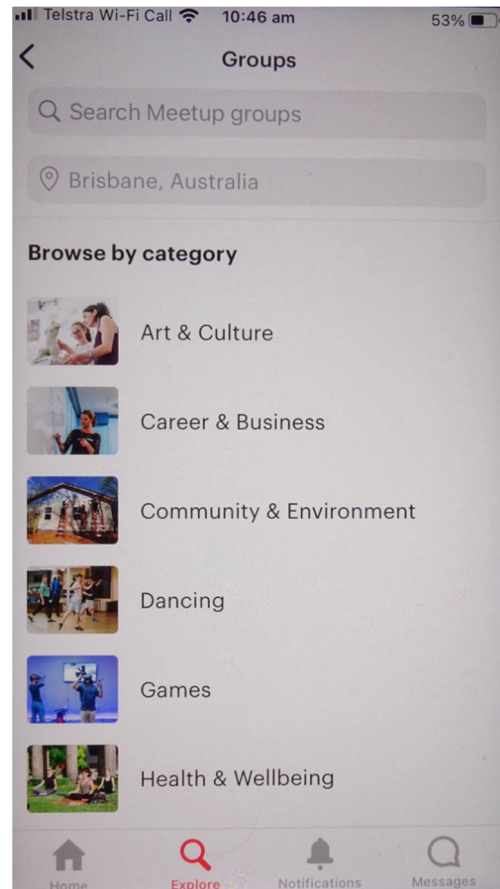 Telstra Wi-Fi Call 10:46 am 53%
Groups
Search Meetup groups
Brisbane, Australia
Browse by category
Art & Culture
Career & Business
Community & Environment
Dancing
Games
Health & Wellbeing
Home Explore Notifications Messages